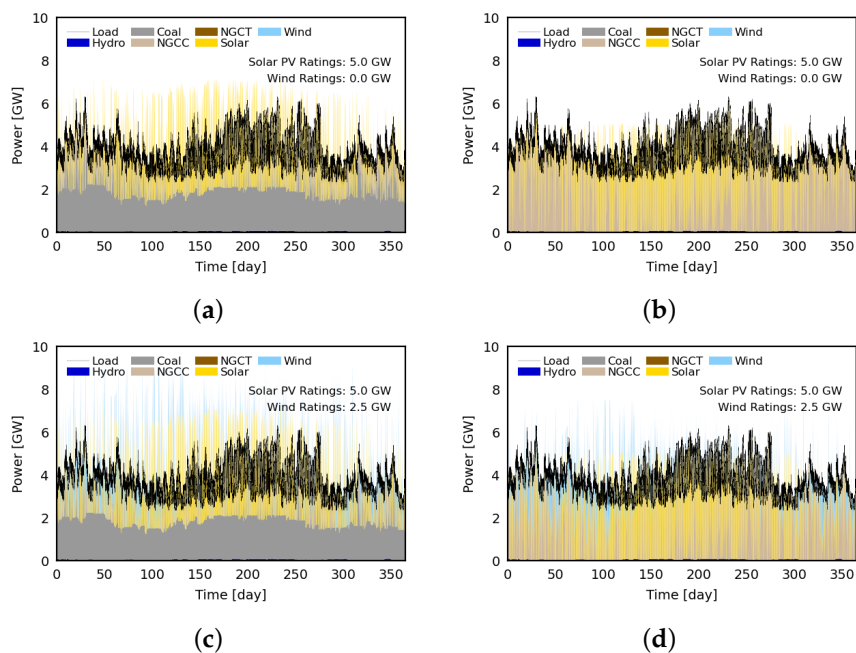 10
8
6
4
2
0
Power [GW]
Load Coal NGCT Wind
Hydro NGCC Solar
Solar PV Ratings: 5.0 GW
Wind Ratings: 0.0 GW
0 50 100 150 200 250 300 350
Time [day]
(a)
10
8
6
4
2
0
Power [GW]
Load Coal NGCT Wind
Hydro NGCC Solar
Solar PV Ratings: 5.0 GW
Wind Ratings: 0.0 GW
0 50 100 150 200 250 300 350
Time [day]
(b)
10
8
6
4
2
0
Power [GW]
Load Coal NGCT Wind
Hydro NGCC Solar
Solar PV Ratings: 5.0 GW
Wind Ratings: 2.5 GW
0 50 100 150 200 250 300 350
Time [day]
(c)
10
8
6
4
2
0
Power [GW]
Load Coal NGCT Wind
Hydro NGCC Solar
Solar PV Ratings: 5.0 GW
Wind Ratings: 2.5 GW
0 50 100 150 200 250 300 350
Time [day]
(d)